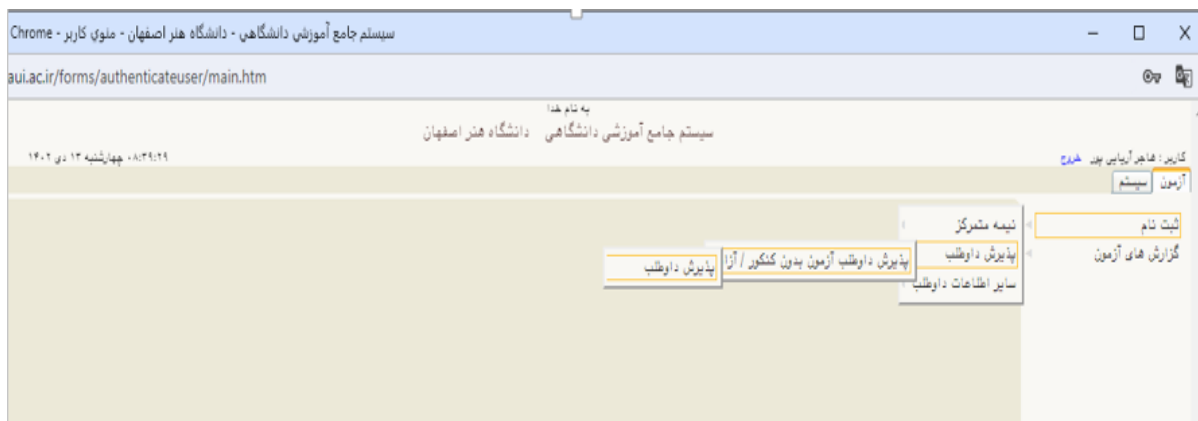 سیستم جامع آموزشی دانشگاهی - دانشگاه هنر اصفهان - منوي کاربر - Chrome
aui.ac.ir/forms/authenticateuser/main.htm
به نام خدا
سیستم جامع آموزشی دانشگاهی دانشگاه هنر اصفهان
کاربر : هاجر آریایی پور خروج
۰۸:۳۹:۲۹ چهارشنبه ۱۳ دی ۱۴۰۲
آزمون سیستم
ثبت نام
گزارش های آزمون
نیمه متمرکز
پذیرش داوطلب
سایر اطلاعات داوطلب
پذیرش داوطلب آزمون بدون کنکور / آزا
پذیرش داوطلب